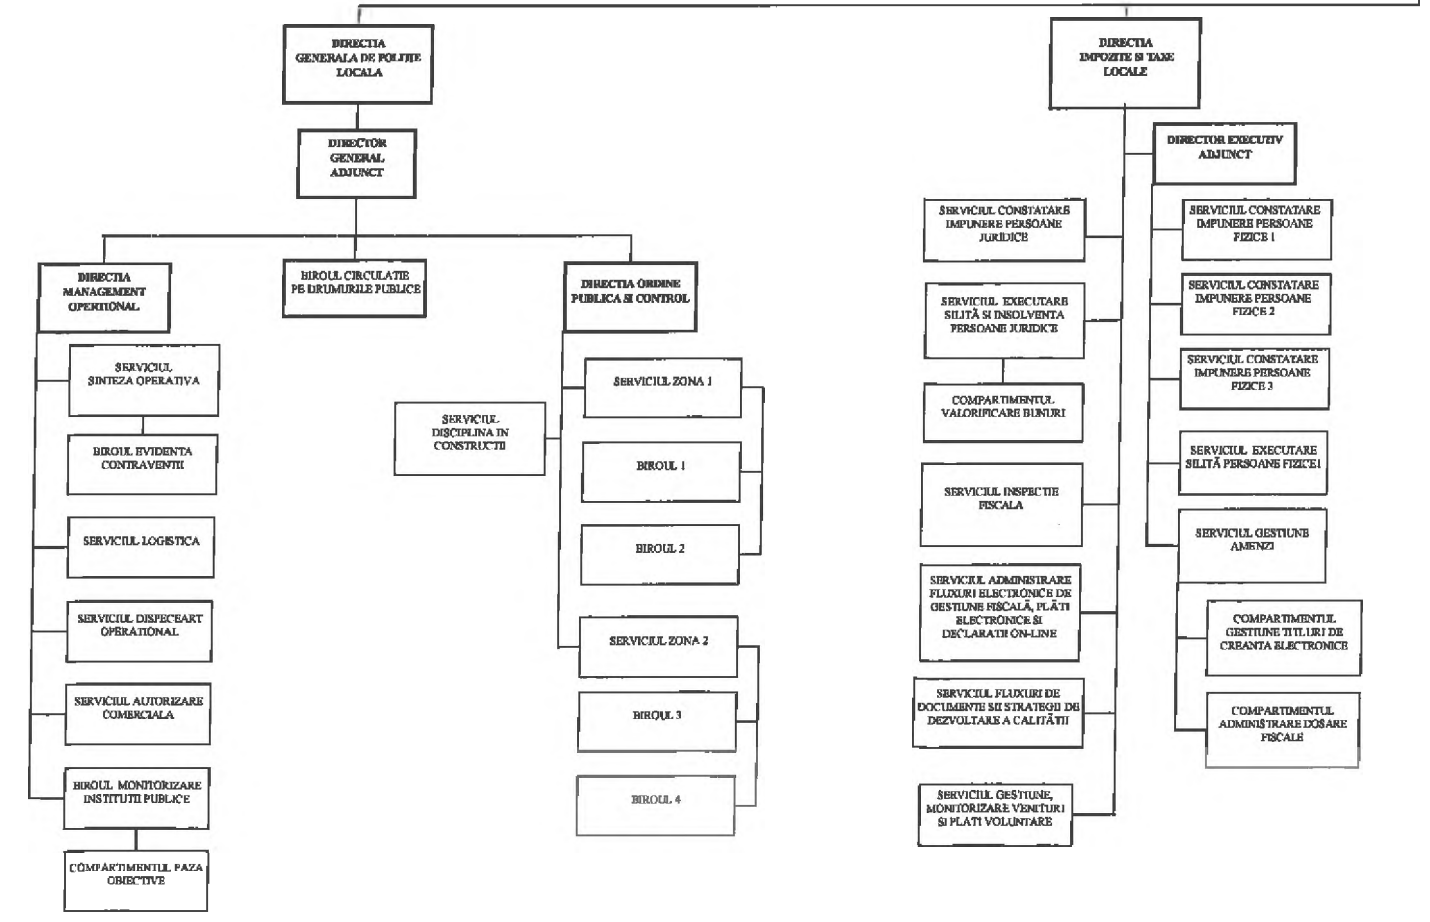 DIRECTIA
GENERALA DE POLIȚIE
LOCALA
DIRECTOR
GENERAL
ADJUNCT
DIRECTIA
MANAGEMENT
OPERTIONAL
SERVICIUL
SINTEZA OPERATIVA
BIROUL EVIDENTA
CONTRAVENTII
SERVICIUL LOGISTICA
SERVICIUL DISPECEART
OPERATIONAL
SERVICIUL AUTORIZARE
COMERCIALA
BIROUL MONITORIZARE
INSTITUTII PUBLICE
COMPARTIMENTUL PAZA
OBIECTIVE
BIROUL CIRCULATIE
PE DRUMURILE PUBLICE
DIRECTIA ORDINE
PUBLICA SI CONTROL
SERVICIUL
DISCIPLINA IN
CONSTRUCTII
SERVICIUL ZONA 1
BIROUL 1
BIROUL 2
SERVICIUL ZONA 2
BIROUL 3
BIROUL 4
DIRECTIA
IMPOZITE SI TAXE
LOCALE
SERVICIUL CONSTATARE
IMPUNERE PERSOANE
JURIDICE
SERVICIUL EXECUTARE
SILITĂ SI INSOLVENTA
PERSOANE JURIDICE
COMPARTIMENTUL
VALORIFICARE BUNURI
SERVICIUL INSPECTIE
FISCALA
SERVICIUL ADMINISTRARE
FLUXURI ELECTRONICE DE
GESTIUNE FISCALĂ, PLĂTI
ELECTRONICE SI
DECLARATII ON-LINE
SERVICIUL FLUXURI DE
DOCUMENTE SII STRATEGII DE
DEZVOLTARE A CALITĂTII
SERVICIUL GESTIUNE,
MONITORIZARE VENITURI
SI PLATI VOLUNTARE
DIRECTOR EXECUTIV
ADJUNCT
SERVICIUL CONSTATARE
IMPUNERE PERSOANE
FIZICE 1
SERVICIUL CONSTATARE
IMPUNERE PERSOANE
FIZICE 2
SERVICIUL CONSTATARE
IMPUNERE PERSOANE
FIZICE 3
SERVICIUL EXECUTARE
SILITĂ PERSOANE FIZICE1
SERVICIUL GESTIUNE
AMENZI
COMPARTIMENTUL
GESTIUNE TITLURI DE
CREANTA ELECTRONICE
COMPARTIMENTUL
ADMINISTRARE DOSARE
FISCALE